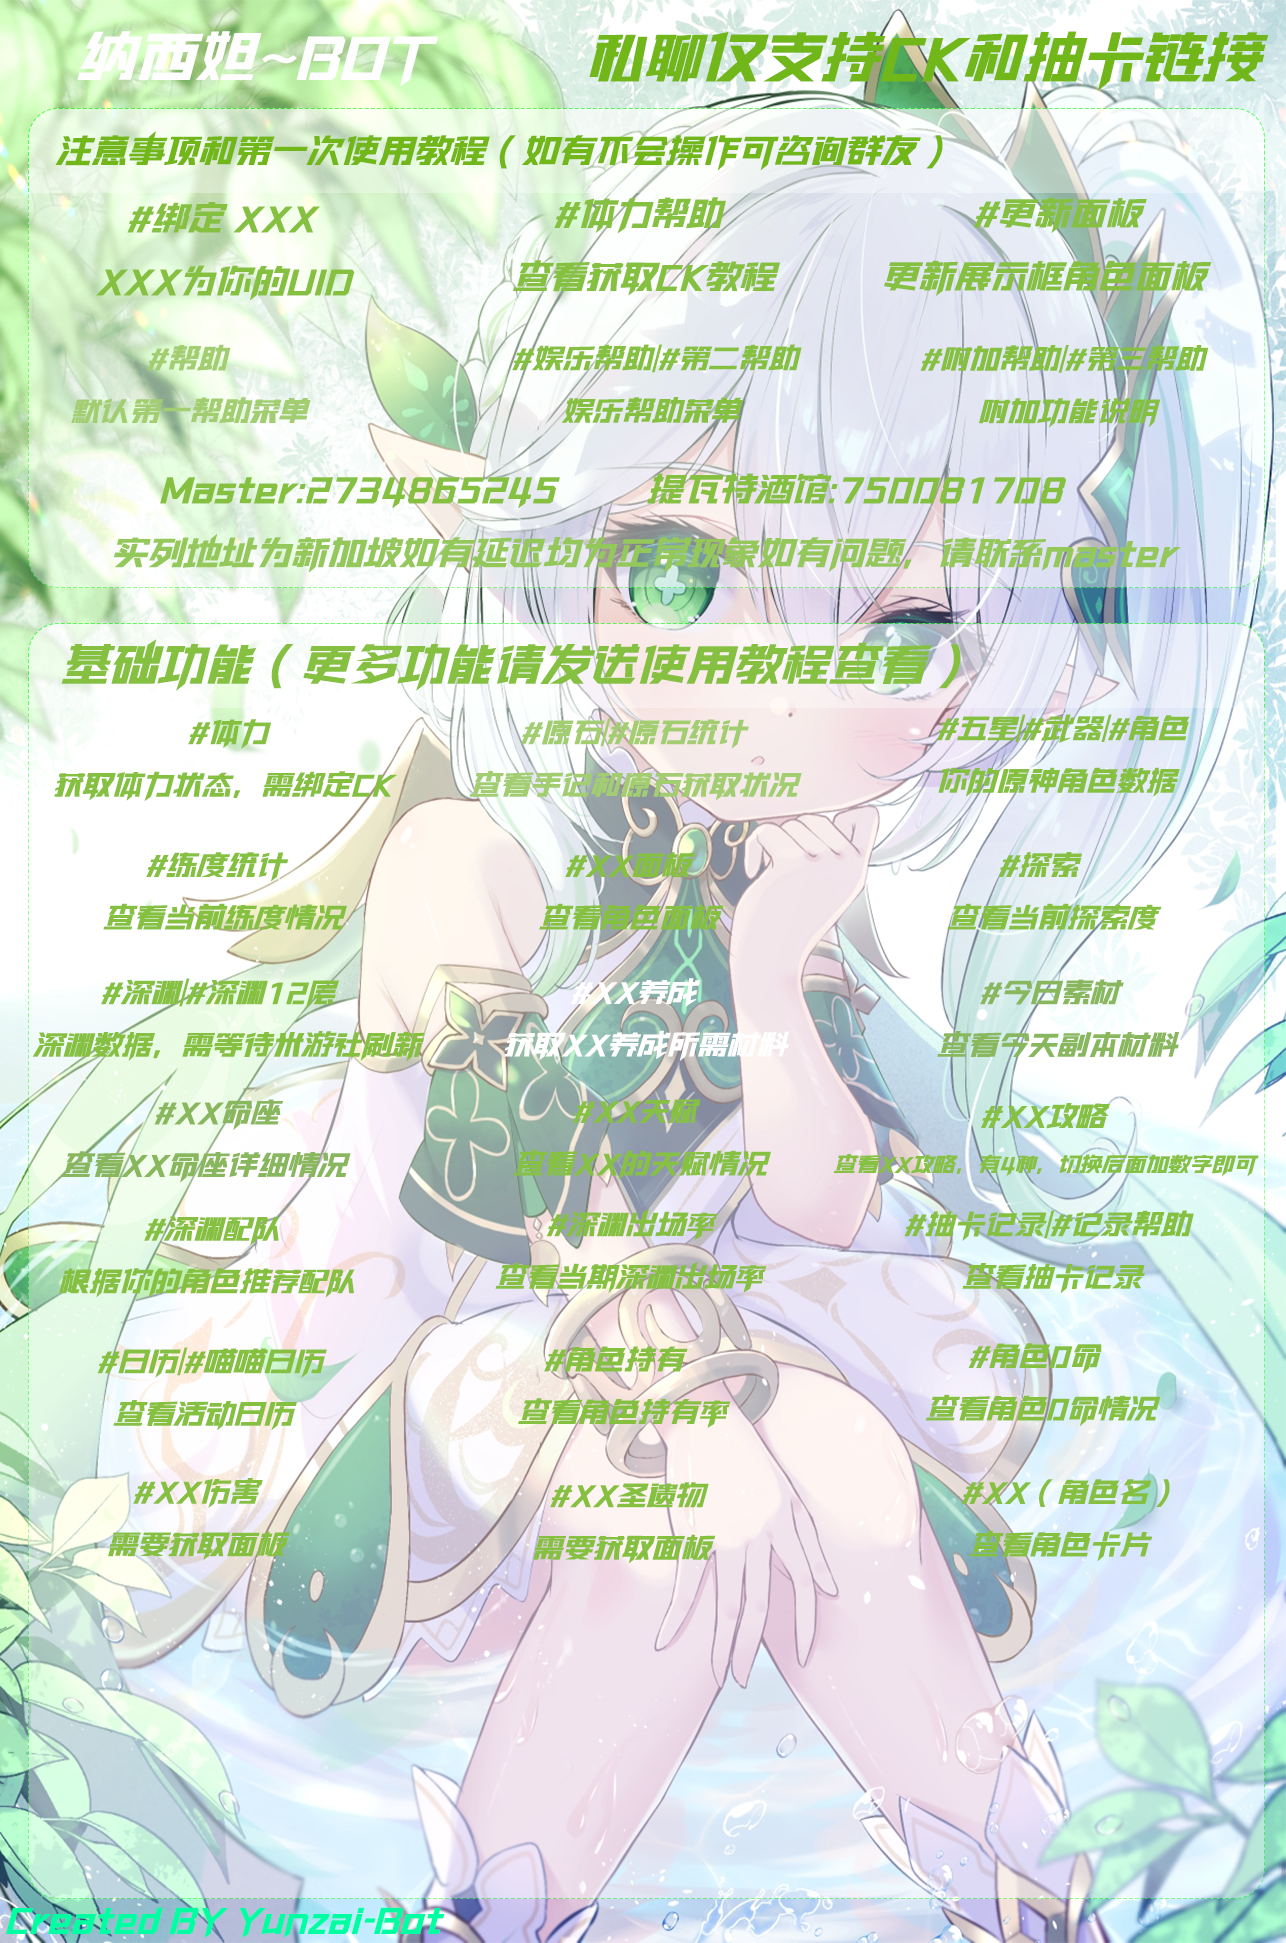 纳西妲~BOT
私聊仅支持CK和抽卡链接
注意事项和第一次使用教程（如有不会操作可咨询群友）
#绑定 XXX
#体力帮助
#更新面板
XXX为你的UID
查看获取CK教程
更新展示框角色面板
#帮助
#娱乐帮助|#第二帮助
#附加帮助|#第三帮助
默认第一帮助菜单
娱乐帮助菜单
附加功能说明
Master:2734865245
提瓦特酒馆:750081708
实列地址为新加坡如有延迟均为正常现象如有问题，请联系master
基础功能（更多功能请发送使用教程查看）
#体力
#原石|#原石统计
#五星|#武器|#角色
获取体力状态，需绑定CK
查看手记和原石获取状况
你的原神角色数据
#练度统计
#XX面板
#探索
查看当前练度情况
查看角色面板
查看当前探索度
#深渊|#深渊12层
#XX养成
#今日素材
深渊数据，需等待米游社刷新
获取XX养成所需材料
查看今天副本材料
#XX命座
#XX天赋
#XX攻略
查看XX命座详细情况
查看XX的天赋情况
查看XX攻略，有4种，切换后面加数字即可
#深渊配队
#深渊出场率
#抽卡记录|#记录帮助
根据你的角色推荐配队
查看当期深渊出场率
查看抽卡记录
#日历|#喵喵日历
#角色持有
#角色0命
查看活动日历
查看角色持有率
查看角色0命情况
#XX伤害
#XX圣遗物
#XX（角色名）
需要获取面板
需要获取面板
查看角色卡片
Created BY Yunzai-Bot